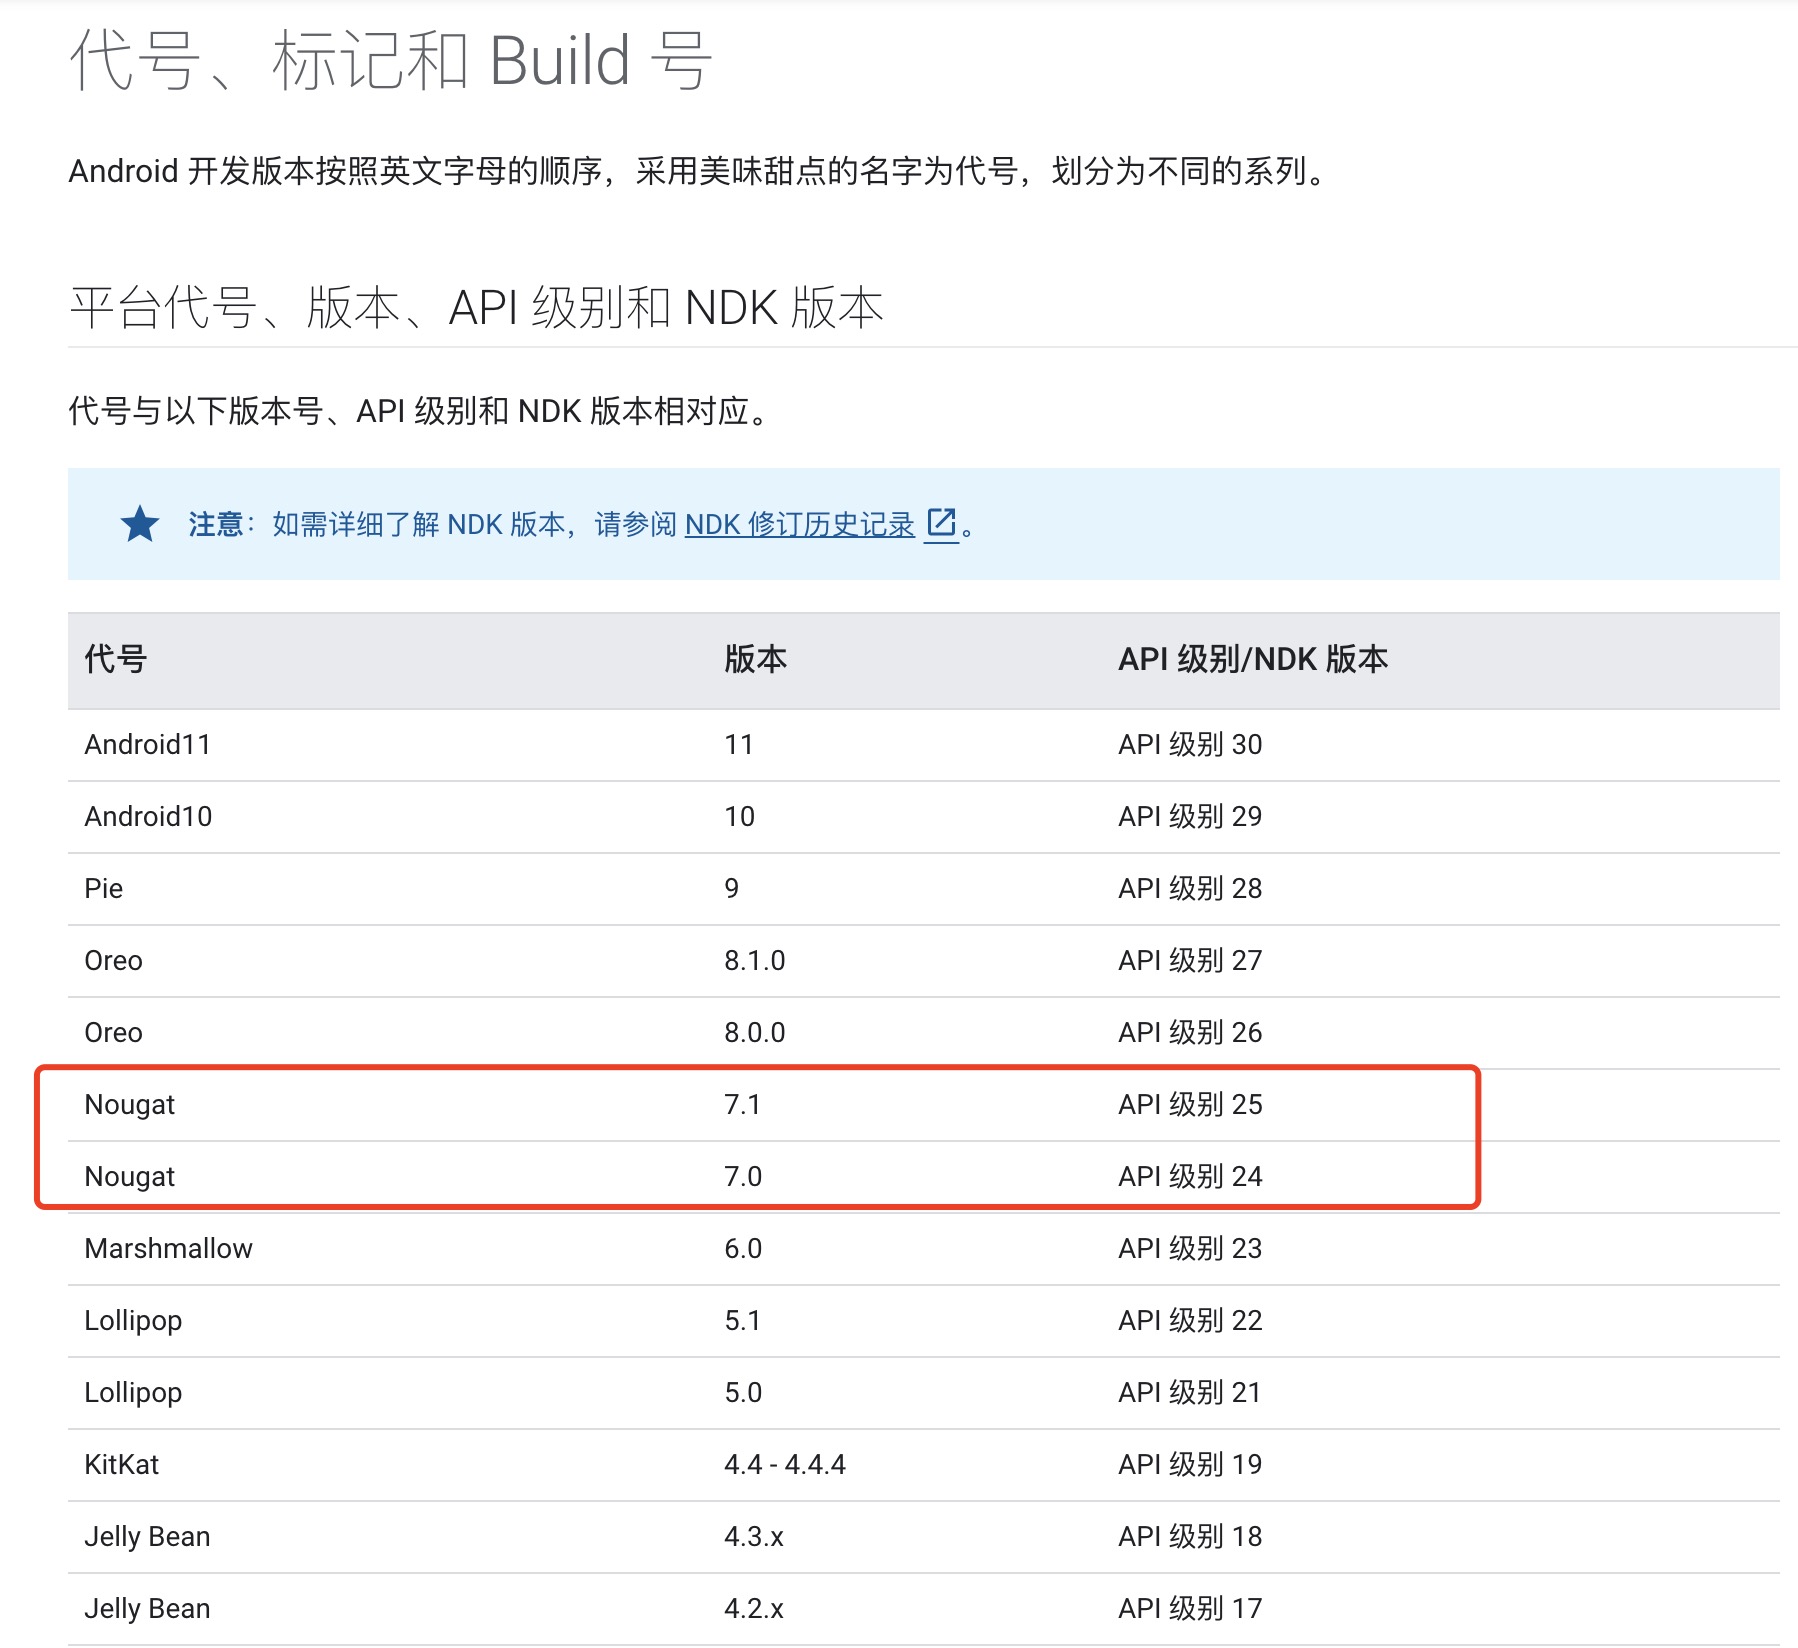 代号、标记和 Build 号
Android 开发版本按照英文字母的顺序，采用美味甜点的名字为代号，划分为不同的系列。
平台代号、版本、API 级别和 NDK 版本
代号与以下版本号、API 级别和 NDK 版本相对应。
注意：如需详细了解 NDK 版本，请参阅 NDK 修订历史记录 。
代号 版本 API 级别/NDK 版本
Android11 11 API 级别 30
Android10 10 API 级别 29
Pie 9 API 级别 28
Oreo 8.1.0 API 级别 27
Oreo 8.0.0 API 级别 26
Nougat 7.1 API 级别 25
Nougat 7.0 API 级别 24
Marshmallow 6.0 API 级别 23
Lollipop 5.1 API 级别 22
Lollipop 5.0 API 级别 21
KitKat 4.4 - 4.4.4 API 级别 19
Jelly Bean 4.3.x API 级别 18
Jelly Bean 4.2.x API 级别 17